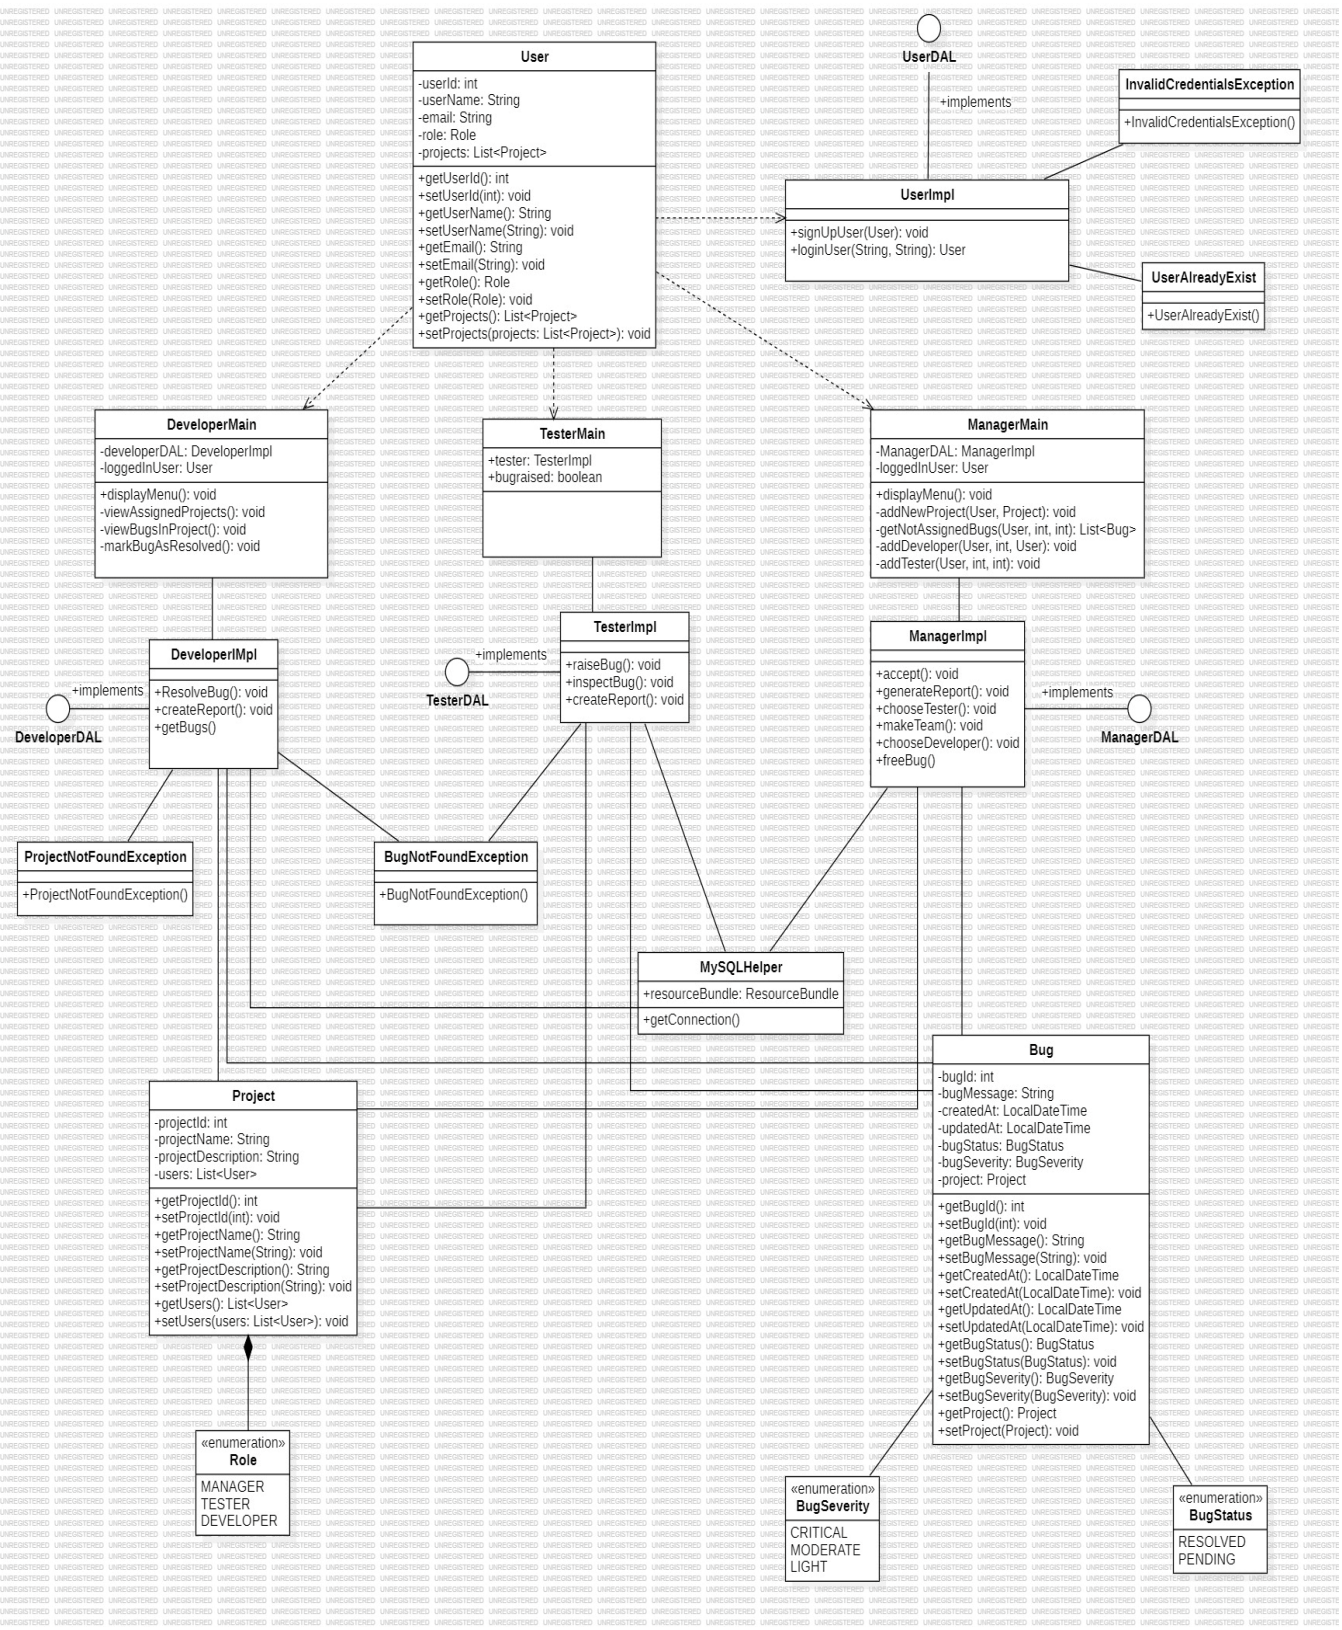 User
-userId: int
-userName: String
-email: String
-role: Role
-projects: List<Project>
+getUserId(): int
+setUserId(int): void
+getUserName(): String
+setUserName(String): void
+getEmail(): String
+setEmail(String): void
+getRole(): Role
+setRole(Role): void
+getProjects(): List<Project>
+setProjects(projects: List<Project>): void
UserDAL
+implements
InvalidCredentialsException
+InvalidCredentialsException()
UserImpl
+signUpUser(User): void
+loginUser(String, String): User
UserAlreadyExist
+UserAlreadyExist()
DeveloperMain
-developerDAL: DeveloperImpl
-loggedInUser: User
+displayMenu(): void
-viewAssignedProjects(): void
-viewBugsInProject(): void
-markBugAsResolved(): void
TesterMain
+tester: TesterImpl
+bugraised: boolean
ManagerMain
-ManagerDAL: ManagerImpl
-loggedInUser: User
+displayMenu(): void
-addNewProject(User, Project): void
-getNotAssignedBugs(User, int, int): List<Bug>
-addDeveloper(User, int, User): void
-addTester(User, int, int): void
DeveloperIMpl
+ResolveBug(): void
+createReport(): void
+getBugs()
+implements
DeveloperDAL
TesterImpl
+raiseBug(): void
+inspectBug(): void
+createReport(): void
+implements
TesterDAL
ManagerImpl
+accept(): void
+generateReport(): void
+chooseTester(): void
+makeTeam(): void
+chooseDeveloper(): void
+freeBug()
+implements
ManagerDAL
ProjectNotFoundException
+ProjectNotFoundException()
BugNotFoundException
+BugNotFoundException()
MySQLHelper
+resourceBundle: ResourceBundle
+getConnection()
Project
-projectId: int
-projectName: String
-projectDescription: String
-users: List<User>
+getProjectId(): int
+setProjectId(int): void
+getProjectName(): String
+setProjectName(String): void
+getProjectDescription(): String
+setProjectDescription(String): void
+getUsers(): List<User>
+setUsers(users: List<User>): void
Bug
-bugId: int
-bugMessage: String
-createdAt: LocalDateTime
-updatedAt: LocalDateTime
-bugStatus: BugStatus
-bugSeverity: BugSeverity
-project: Project
+getBugId(): int
+setBugId(int): void
+getBugMessage(): String
+setBugMessage(String): void
+getCreatedAt(): LocalDateTime
+setCreatedAt(LocalDateTime): void
+getUpdatedAt(): LocalDateTime
+setUpdatedAt(LocalDateTime): void
+getBugStatus(): BugStatus
+setBugStatus(BugStatus): void
+getBugSeverity(): BugSeverity
+setBugSeverity(BugSeverity): void
+getProject(): Project
+setProject(Project): void
«enumeration»
Role
MANAGER
TESTER
DEVELOPER
«enumeration»
BugSeverity
CRITICAL
MODERATE
LIGHT
«enumeration»
BugStatus
RESOLVED
PENDING
UNREGISTERED